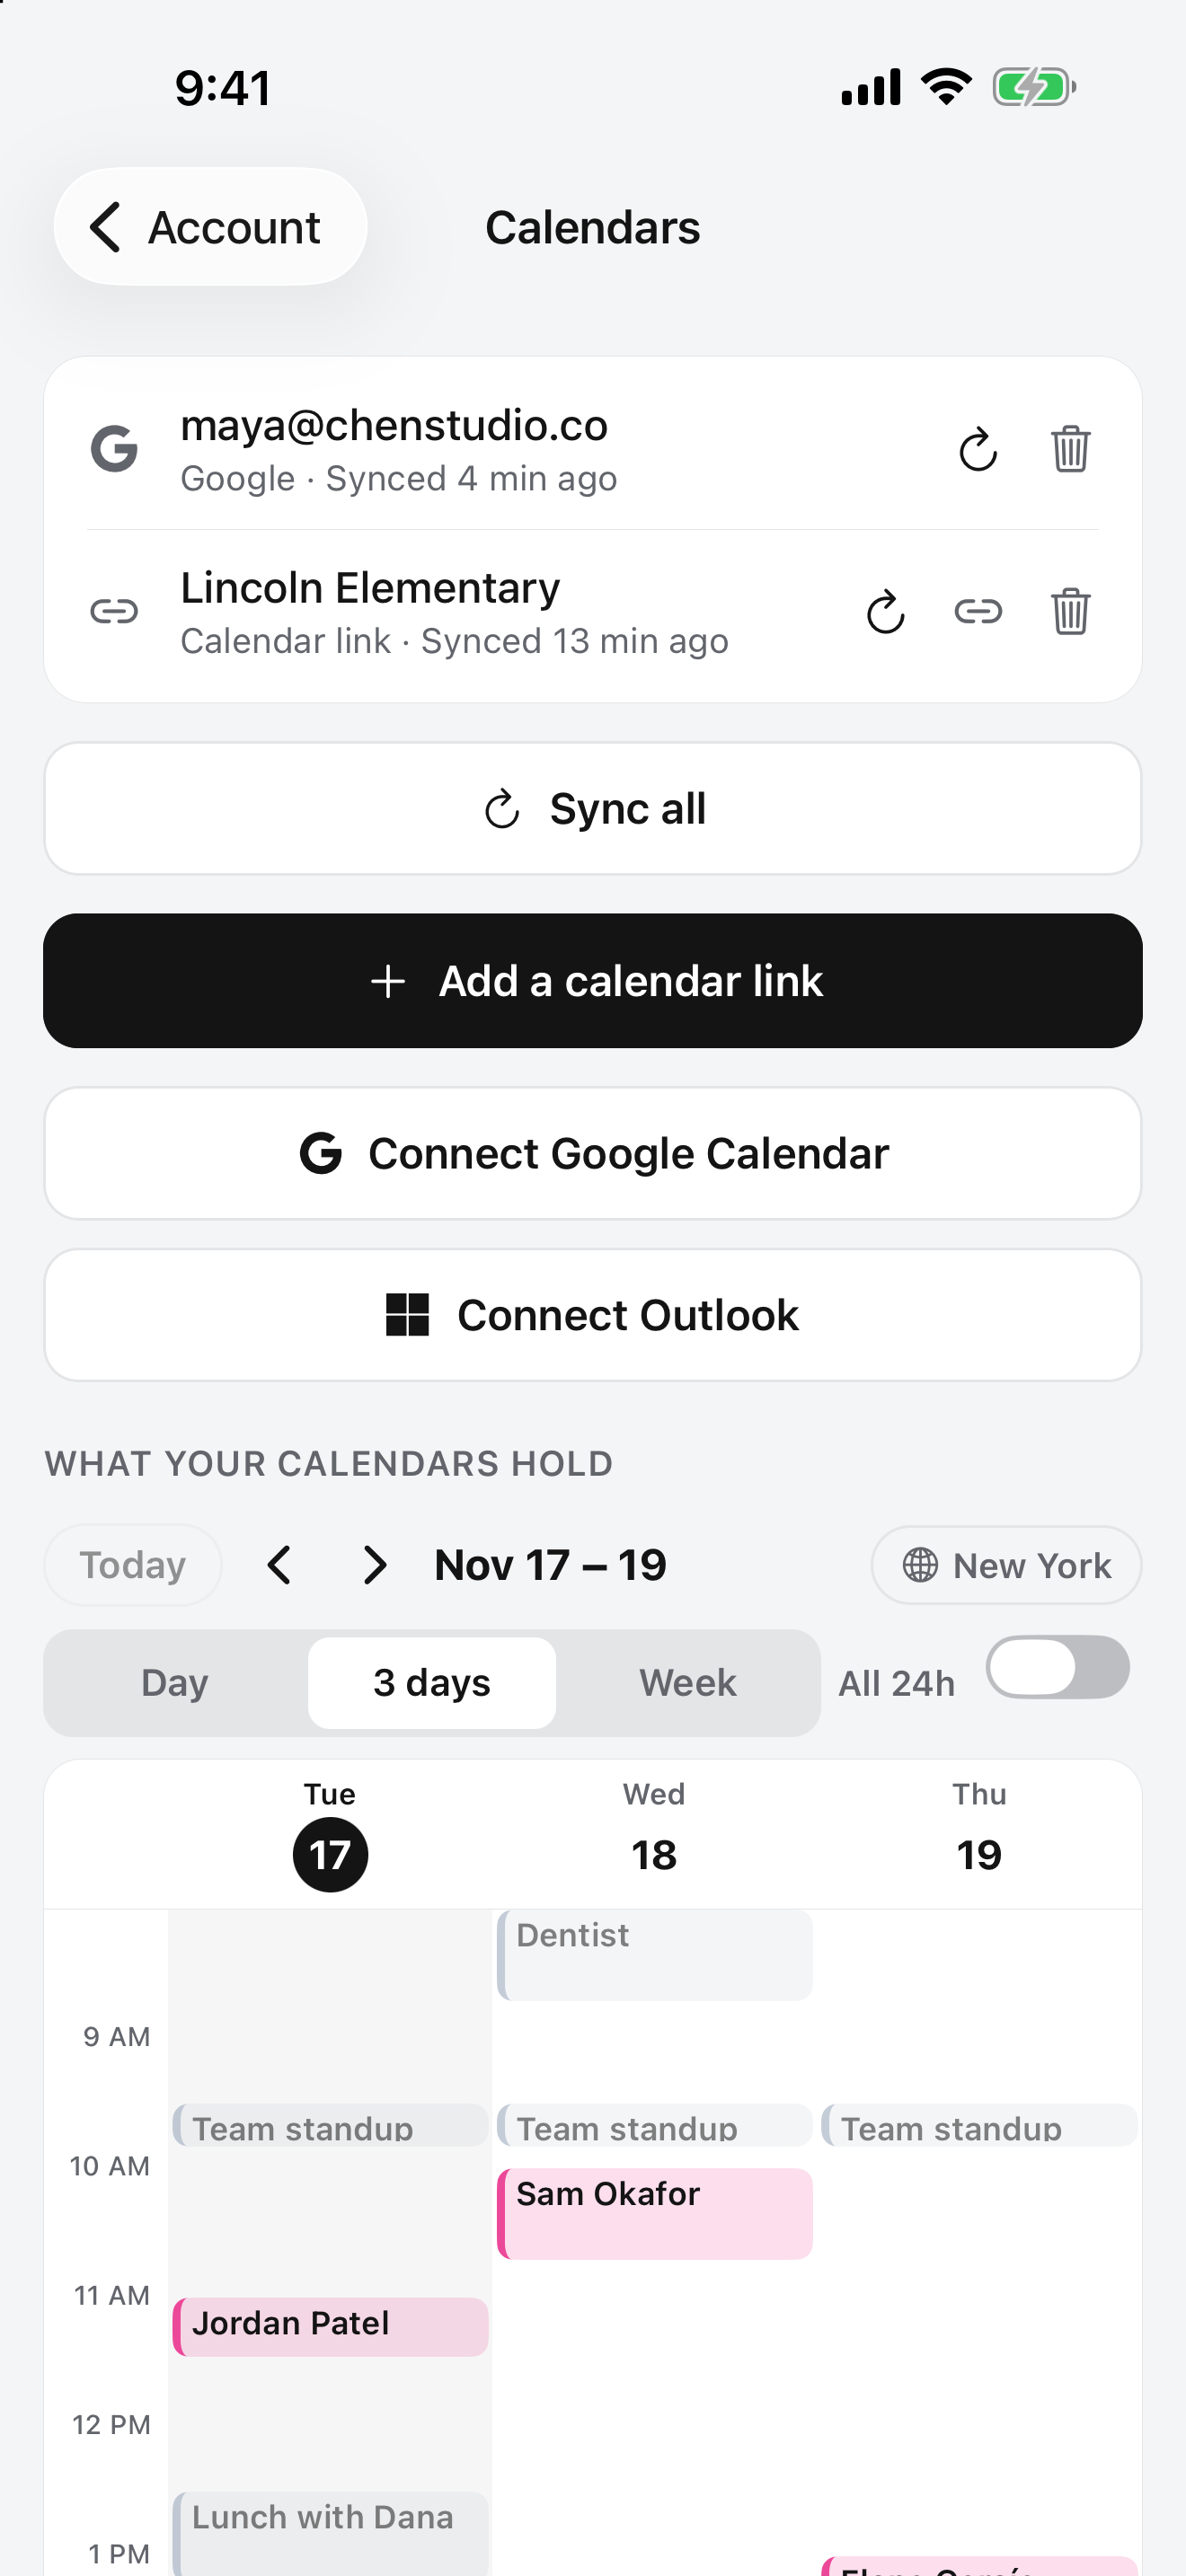 9:41
Account
Calendars
maya@chenstudio.co
Google · Synced 4 min ago
Lincoln Elementary
Calendar link · Synced 13 min ago
Sync all
Add a calendar link
Connect Google Calendar
Connect Outlook
WHAT YOUR CALENDARS HOLD
Today
Nov 17 – 19
New York
Day
3 days
Week
All 24h
Tue
Wed
Thu
17
18
19
Dentist
9 AM
Team standup
Team standup
Team standup
10 AM
Sam Okafor
11 AM
Jordan Patel
12 PM
Lunch with Dana
1 PM